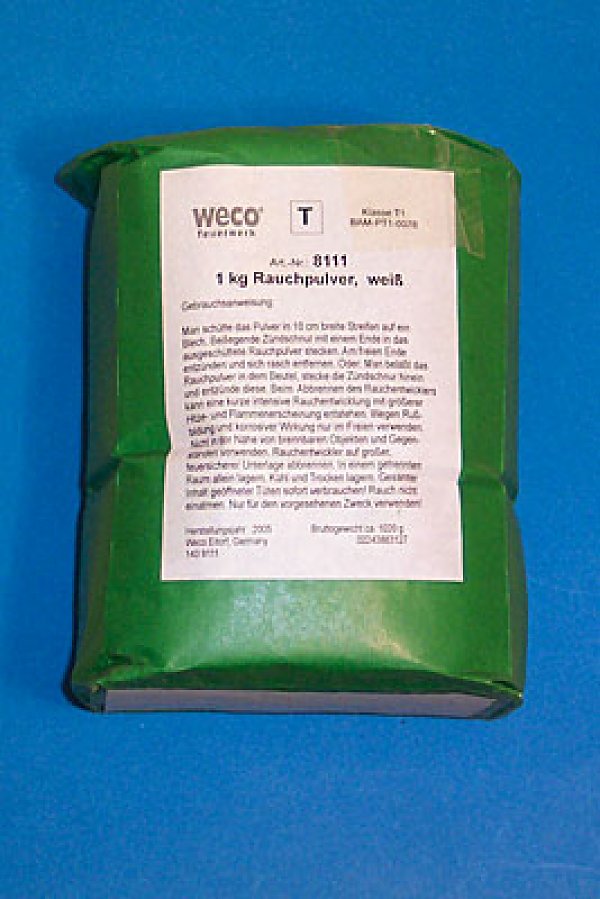 weco
feuerwerk
T
Klasse T1
BAM-PT1-0078
Art.-Nr.: 8111
1 kg Rauchpulver, weiß
Gebrauchsanweisung:
Man schütte das Pulver in 10 cm breite Streifen auf ein
Blech. Beiliegende Zündschnur mit einem Ende in das
ausgeschüttete Rauchpulver stecken. Am freien Ende
entzünden und sich rasch entfernen. Oder: Man beläßt das
Rauchpulver in dem Beutel, stecke die Zündschnur hinein
und entzünde diese. Beim Abbrennen des Rauchentwicklers
kann eine kurze intensive Rauchentwicklung mit größerer
Hitze- und Flammenerscheinung entstehen. Wegen Ruß-
bildung und korrosiver Wirkung nur im Freien verwenden.
Nicht in der Nähe von brennbaren Objekten und Gegen-
ständen verwenden. Rauchentwickler auf großer,
feuersicherer Unterlage abbrennen. In einem getrennten
Raum allein lagern. Kühl und Trocken lagern. Gesamte
Inhalt geöffneter Tüten sofort verbrauchen! Rauch nicht
einatmen. Nur für den vorgesehenen Zweck verwenden!
Herstellungsjahr: 2005
Bruttogewicht ca. 1020 g
Weco Eitorf, Germany
140 8111